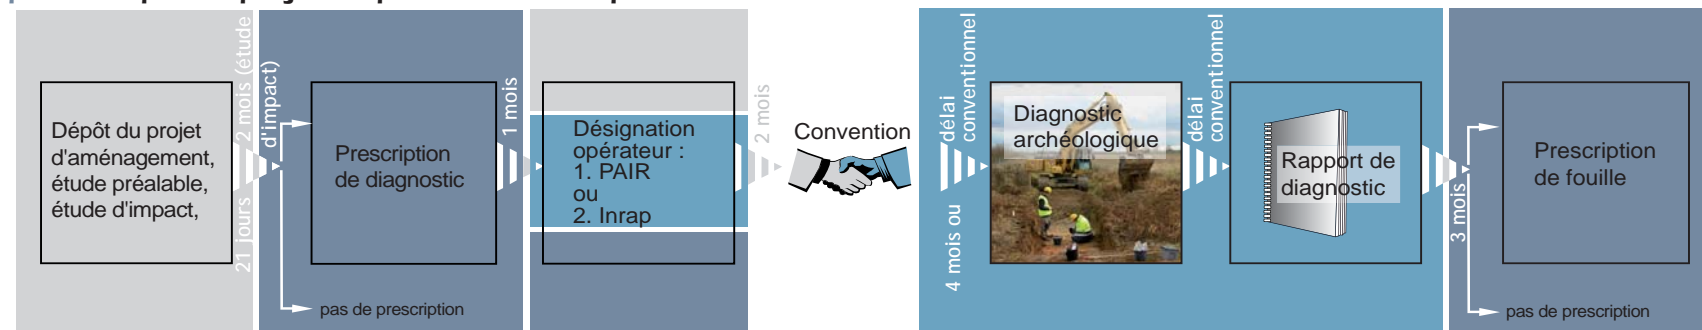 Dépôt du projet
d'aménagement,
étude préalable,
étude d'impact,
21 jours
2 mois (étude
d'impact)
Prescription
de diagnostic
pas de prescription
1 mois
Désignation
opérateur :
1. PAIR
ou
2. Inrap
2 mois
Convention
4 mois ou
délai
conventionnel
Diagnostic
archéologique
délai
conventionnel
Rapport de
diagnostic
3 mois
Prescription
de fouille
pas de prescription